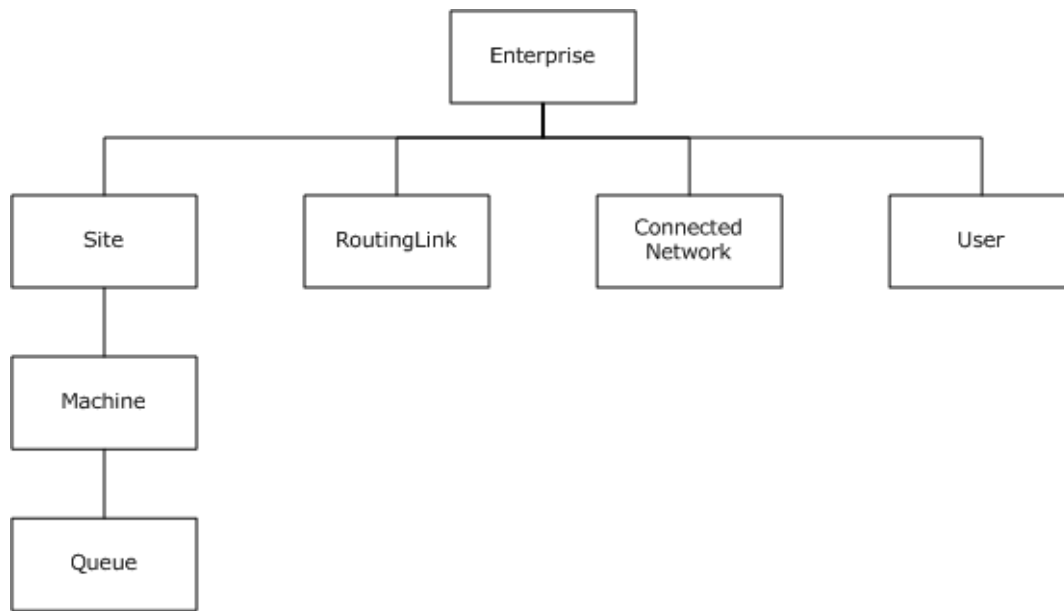 Enterprise
Site
RoutingLink
Connected
Network
User
Machine
Queue